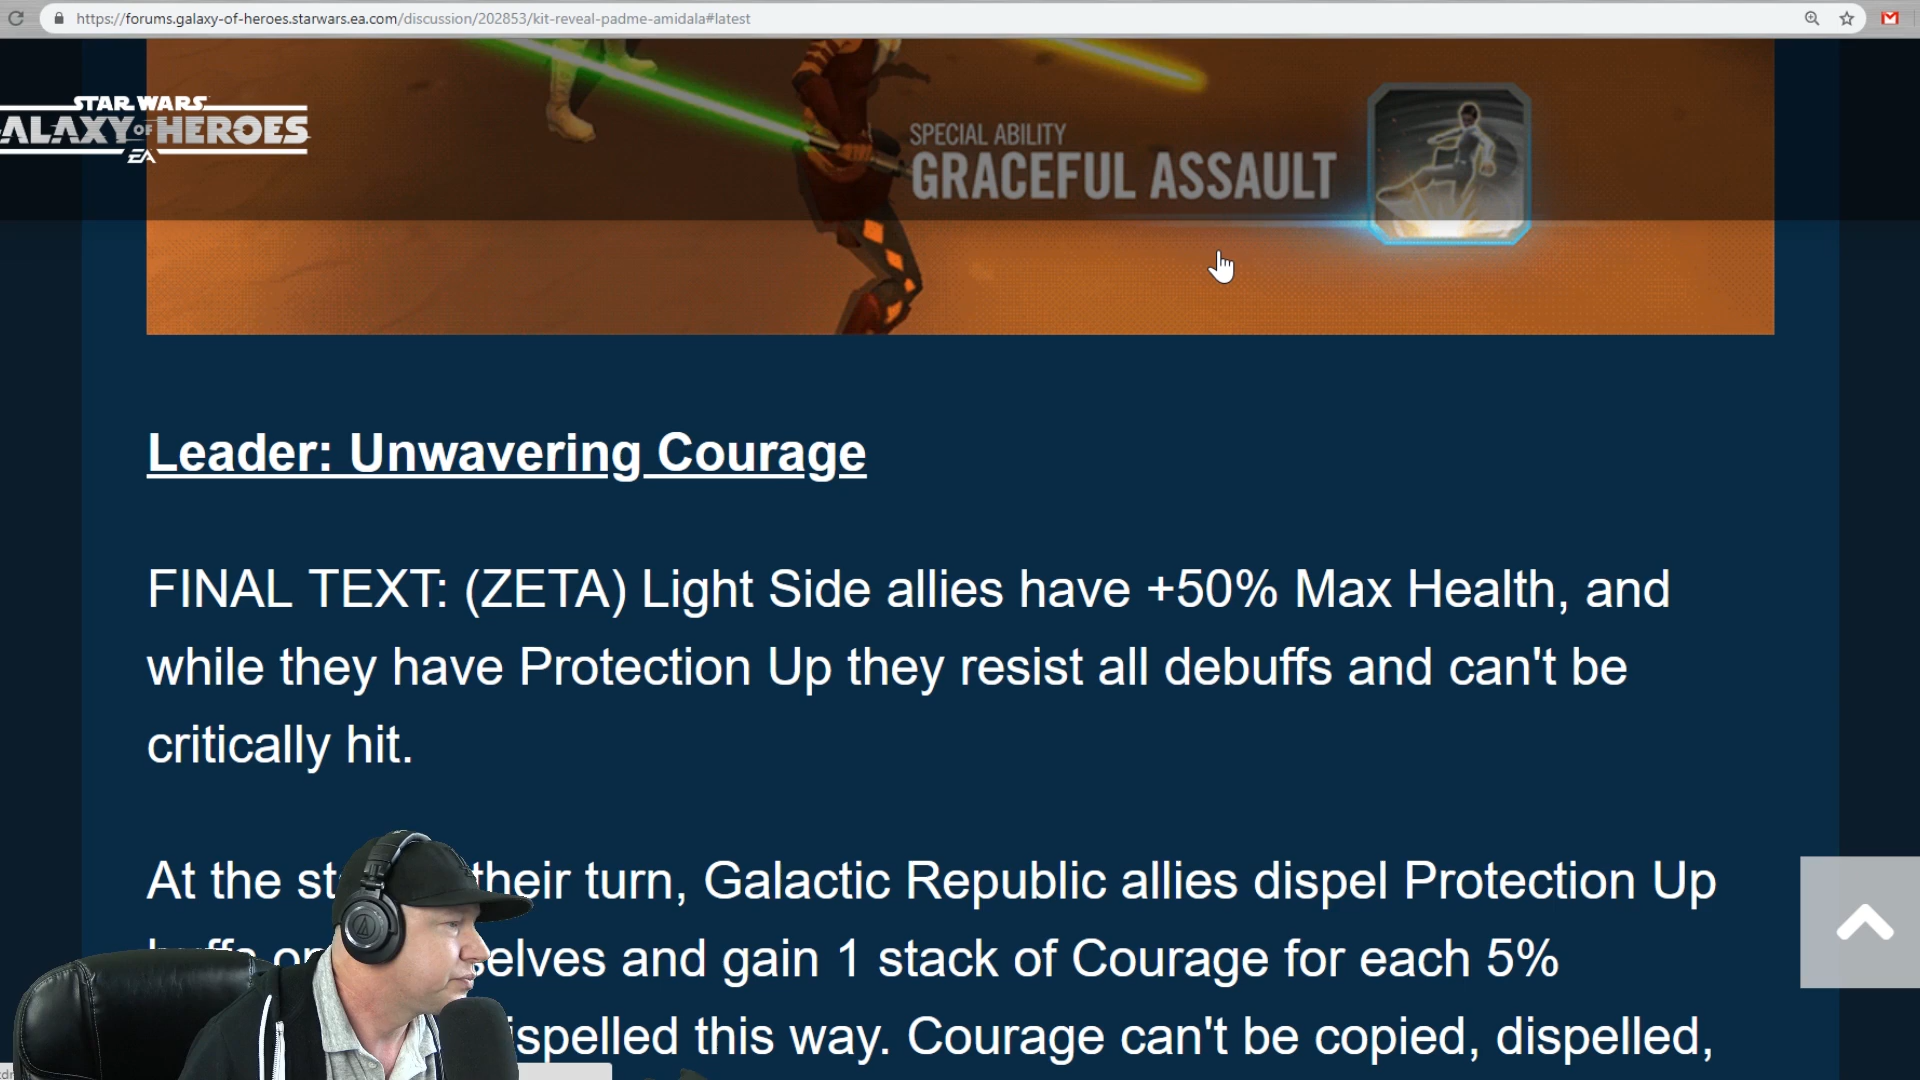 https://forums.galaxy-of-heroes.starwars.ea.com/discussion/202853/kit-reveal-padme-amidala#latest
STAR WARS
ALAXY OF HEROES
EA
SPECIAL ABILITY
GRACEFUL ASSAULT
Leader: Unwavering Courage
FINAL TEXT: (ZETA) Light Side allies have +50% Max Health, and
while they have Protection Up they resist all debuffs and can't be
critically hit.
At the st their turn, Galactic Republic allies dispel Protection Up
selves and gain 1 stack of Courage for each 5%
ispelled this way. Courage can't be copied, dispelled,